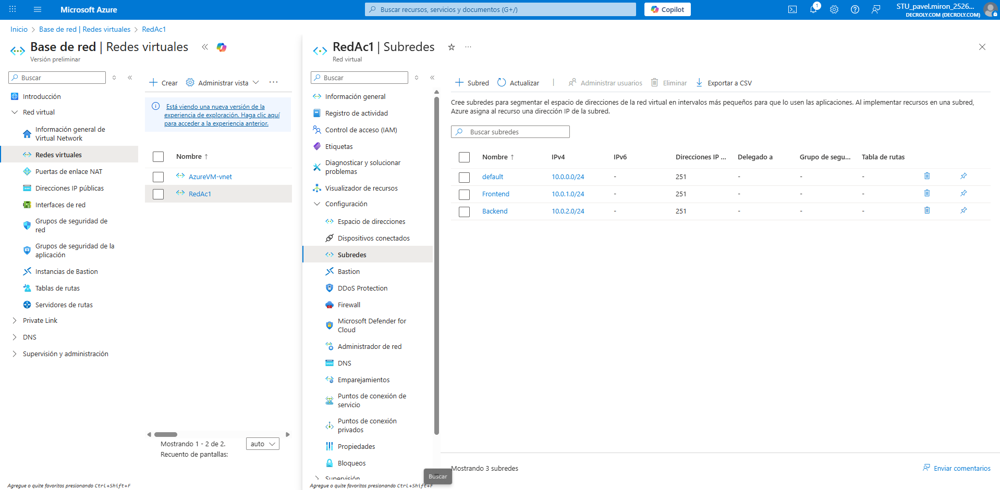 Microsoft Azure
Buscar recursos, servicios y documentos (G+/)
Copilot
1
STU_pavel.miron_2526...
DECROLY.COM (DECROLY.COM)
Inicio > Base de red | Redes virtuales > RedAc1
Base de red | Redes virtuales
Versión preliminar
Buscar
Introducción
Red virtual
Información general de
Virtual Network
Redes virtuales
Puertas de enlace NAT
Direcciones IP públicas
Interfaces de red
Grupos de seguridad de
red
Grupos de seguridad de la
aplicación
Instancias de Bastion
Tablas de rutas
Servidores de rutas
Private Link
DNS
Supervisión y administración
Agregue o quite favoritos presionando Ctrl+Shift+F
Crear
Administrar vista
Está viendo una nueva versión de la
experiencia de exploración. Haga clic aquí
para acceder a la experiencia anterior.
Nombre ↑
AzureVM-vnet
RedAc1
Mostrando 1 - 2 de 2.
Recuento de pantallas:
auto
RedAc1 | Subredes
Red virtual
Buscar
Información general
Registro de actividad
Control de acceso (IAM)
Etiquetas
Diagnosticar y solucionar
problemas
Visualizador de recursos
Configuración
Espacio de direcciones
Dispositivos conectados
Subredes
Bastion
DDoS Protection
Firewall
Microsoft Defender for
Cloud
Administrador de red
DNS
Emparejamientos
Puntos de conexión de
servicio
Puntos de conexión
privados
Propiedades
Bloqueos
Supervisión
Buscar
Agregue o quite favoritos presionando Ctrl+Shift+F
Subred
Actualizar
Administrar usuarios
Eliminar
Exportar a CSV
Cree subredes para segmentar el espacio de direcciones de la red virtual en intervalos más pequeños para que lo usen las aplicaciones. Al implementar recursos en una subred,
Azure asigna al recurso una dirección IP de la subred.
Buscar subredes
Nombre ↑ IPv4 IPv6 Direcciones IP ... Delegado a Grupo de segu... Tabla de rutas
default 10.0.0.0/24 - 251 - - -
Frontend 10.0.1.0/24 - 251 - - -
Backend 10.0.2.0/24 - 251 - - -
Mostrando 3 subredes
Enviar comentarios